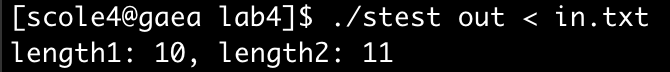 [scole4@gaea lab4]$ ./stest out < in.txt
length1: 10, length2: 11